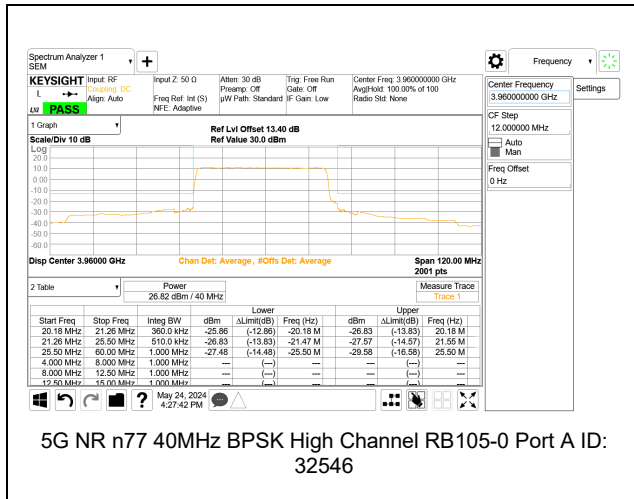 Spectrum Analyzer 1
SEM
Frequency
KEYSIGHT Input: RF Input Z: 50 Ω Atten: 30 dB Trig: Free Run Center Freq: 3.960000000 GHz
L Coupling: DC Preamp: Off Gate: Off Avg|Hold: 100.00% of 100
Align: Auto Freq Ref: Int (S) µW Path: Standard IF Gain: Low Radio Std: None
LXI PASS NFE: Adaptive
Center Frequency
3.960000000 GHz
Settings
CF Step
12.000000 MHz
Auto
Man
Freq Offset
0 Hz
1 Graph
Ref Lvl Offset 13.40 dB
Scale/Div 10 dB Ref Value 30.0 dBm
Log
20.0
10.0
0.00
-10.0
-20.0
-30.0
-40.0
-50.0
-60.0
Disp Center 3.96000 GHz Chan Det: Average, #Offs Det: Average Span 120.00 MHz
2001 pts
2 Table Power Measure Trace
26.82 dBm / 40 MHz Trace 1
Lower Upper
Start Freq Stop Freq Integ BW dBm ΔLimit(dB) Freq (Hz) dBm ΔLimit(dB) Freq (Hz)
20.18 MHz 21.26 MHz 360.0 kHz -25.86 (-12.86) -20.18 M -26.83 (-13.83) 20.18 M
21.26 MHz 25.50 MHz 510.0 kHz -26.83 (-13.83) -21.47 M -27.57 (-14.57) 21.55 M
25.50 MHz 60.00 MHz 1.000 MHz -27.48 (-14.48) -25.50 M -29.58 (-16.58) 25.50 M
4.000 MHz 8.000 MHz 1.000 MHz --- (---) --- --- (---) ---
8.000 MHz 12.50 MHz 1.000 MHz --- (---) --- --- (---) ---
12.50 MHz 15.00 MHz 1.000 MHz --- (---) --- --- (---) ---
? May 24, 2024
4:27:42 PM
5G NR n77 40MHz BPSK High Channel RB105-0 Port A ID:
32546